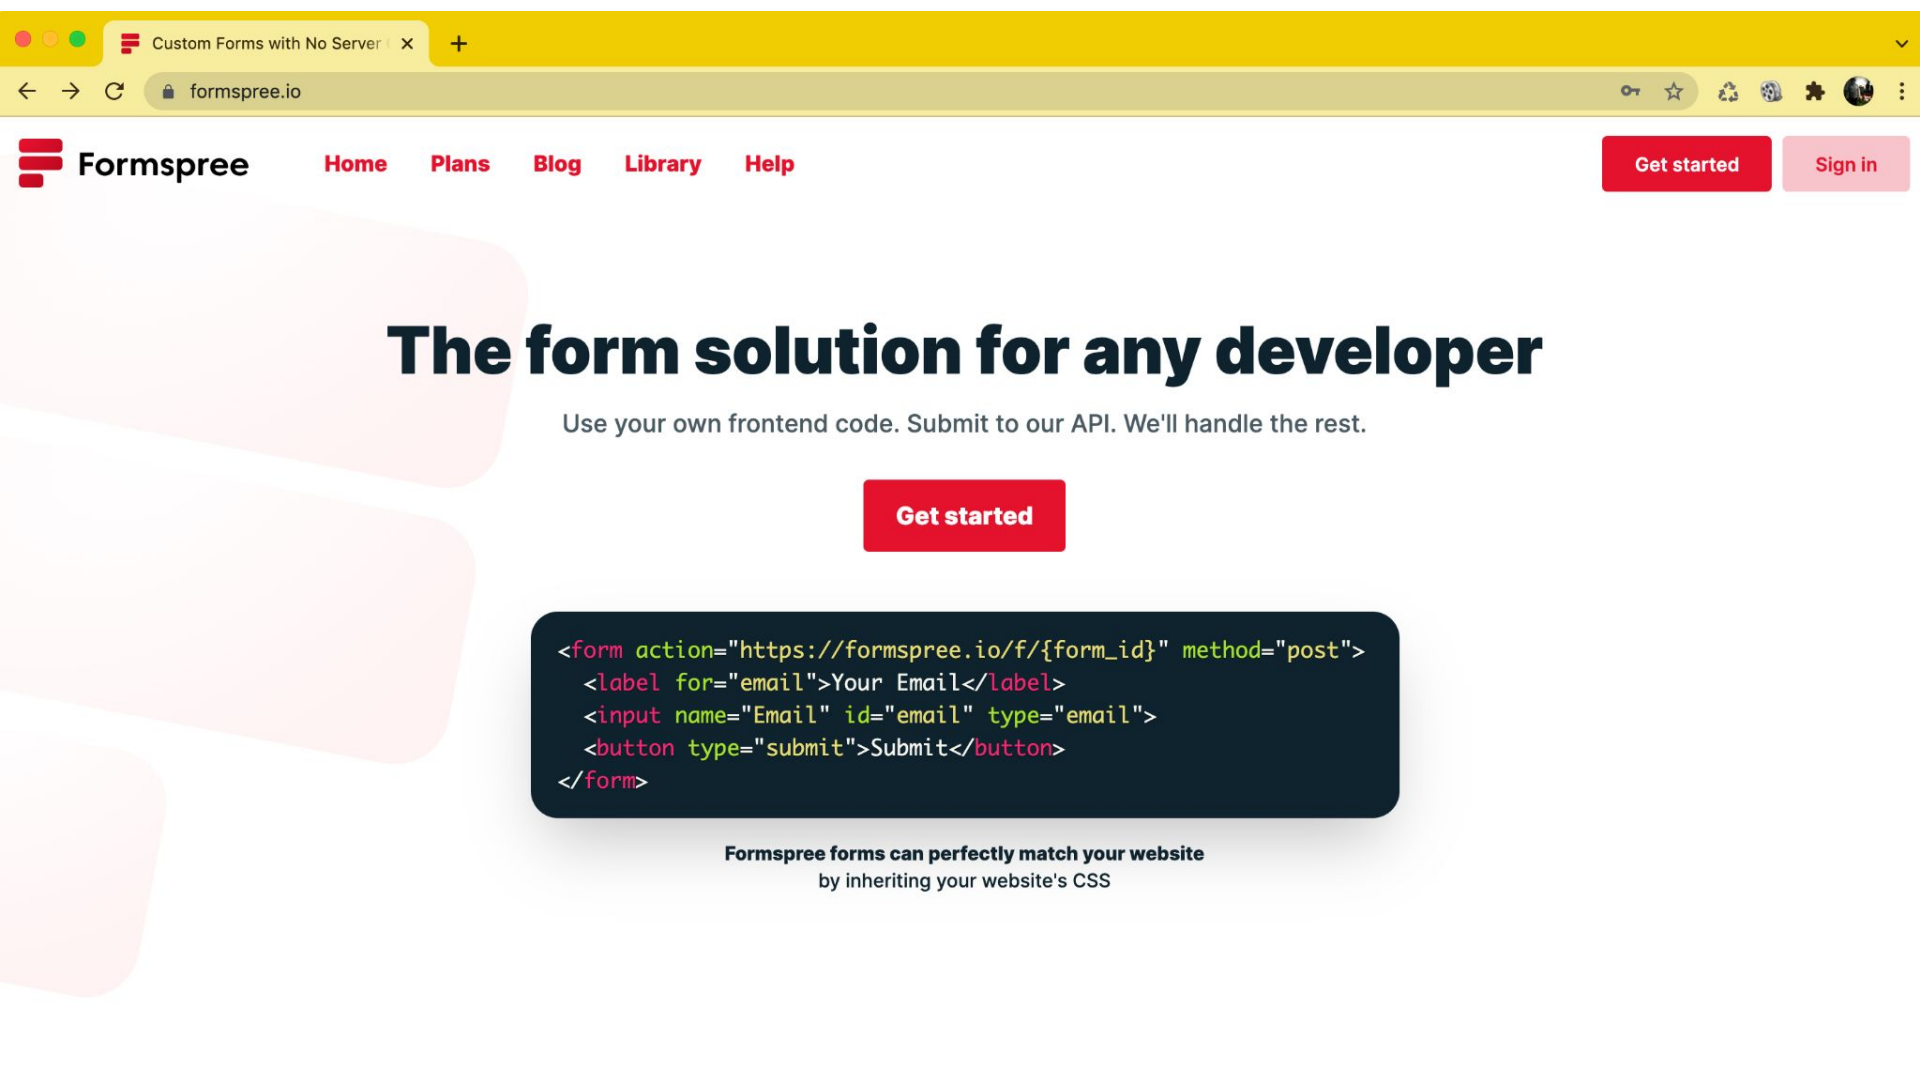 Custom Forms with No Server
formspree.io
Formspree Home Plans Blog Library Help Get started Sign in
The form solution for any developer
Use your own frontend code. Submit to our API. We'll handle the rest.
Get started
<form action="https://formspree.io/f/{form_id}" method="post">
<label for="email">Your Email</label>
<input name="Email" id="email" type="email">
<button type="submit">Submit</button>
</form>
Formspree forms can perfectly match your website
by inheriting your website's CSS